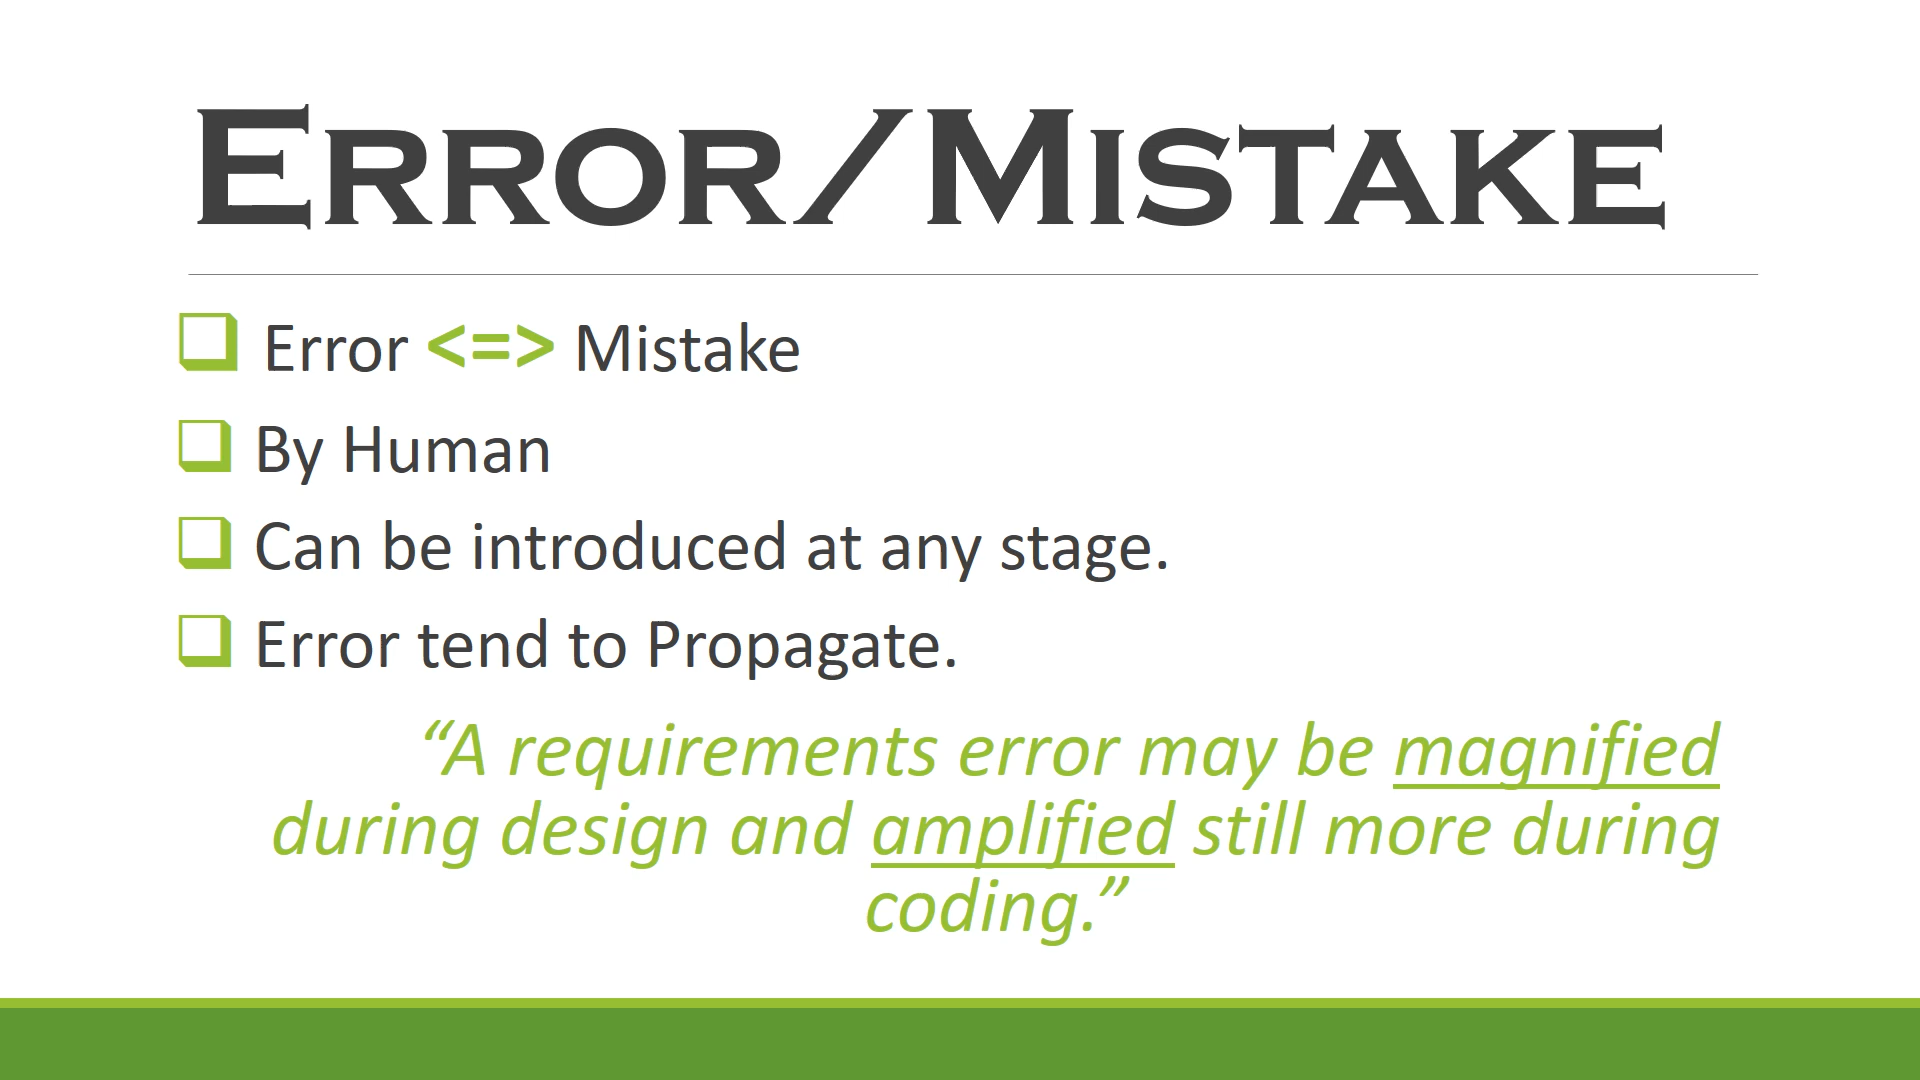 Error/Mistake
Error <=> Mistake
By Human
Can be introduced at any stage.
Error tend to Propagate.
“A requirements error may be magnified
during design and amplified still more during
coding.”